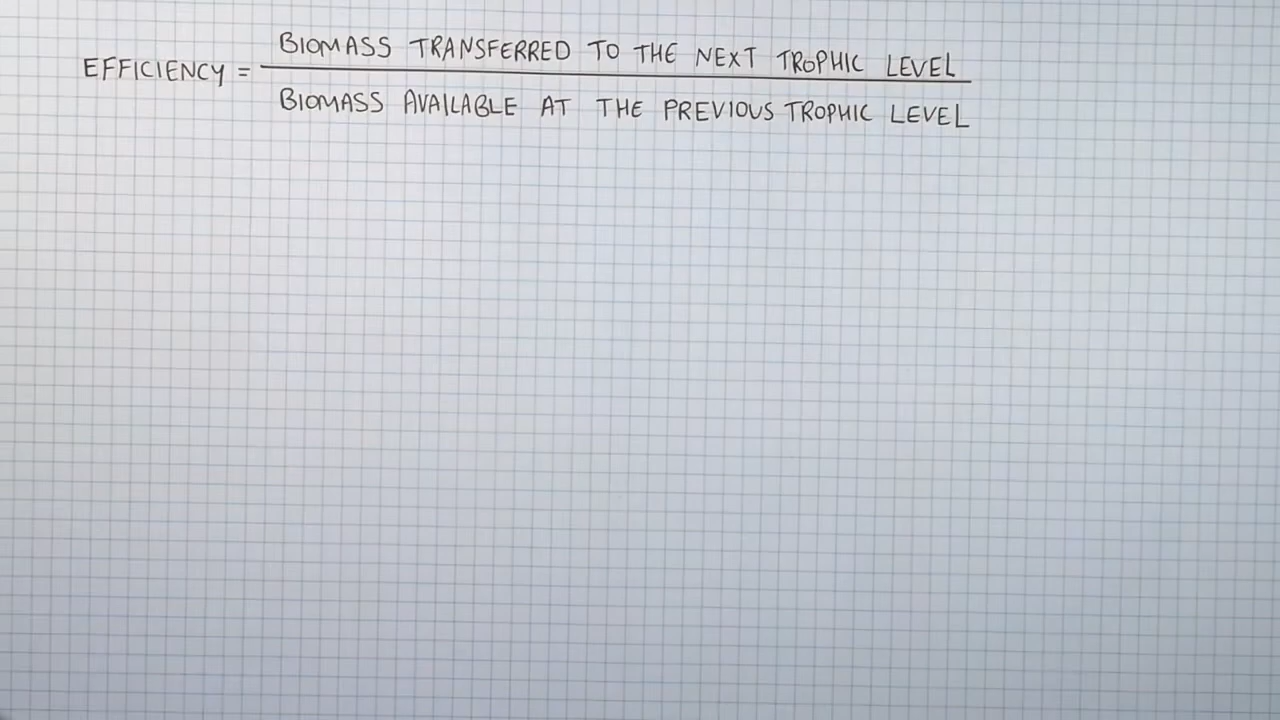 EFFICIENCY = BIOMASS TRANSFERRED TO THE NEXT TROPHIC LEVEL
BIOMASS AVAILABLE AT THE PREVIOUS TROPHIC LEVEL